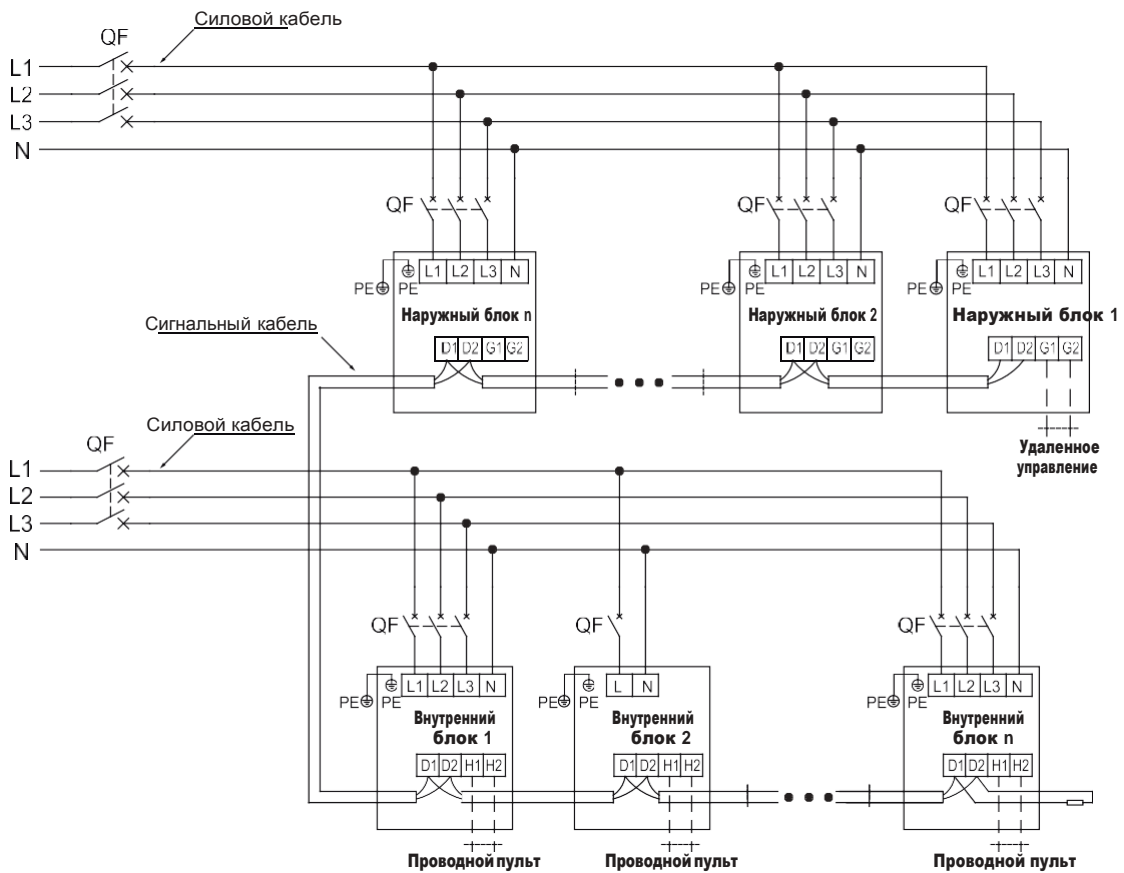 Силовой кабель
QF
L1
L2
L3
N
QF
QF
QF
L1 L2 L3 N
L1 L2 L3 N
L1 L2 L3 N
PE PE
PE PE
PE PE
Наружный блок n
Наружный блок 2
Наружный блок 1
Сигнальный кабель
D1 D2 G1 G2
D1 D2 G1 G2
D1 D2 G1 G2
Силовой кабель
QF
Удаленное
управление
L1
L2
L3
N
QF
QF
QF
L1 L2 L3 N
L N
L1 L2 L3 N
PE PE
PE PE
PE PE
Внутренний
блок 1
Внутренний
блок 2
Внутренний
блок n
D1 D2 H1 H2
D1 D2 H1 H2
D1 D2 H1 H2
Проводной пульт
Проводной пульт
Проводной пульт